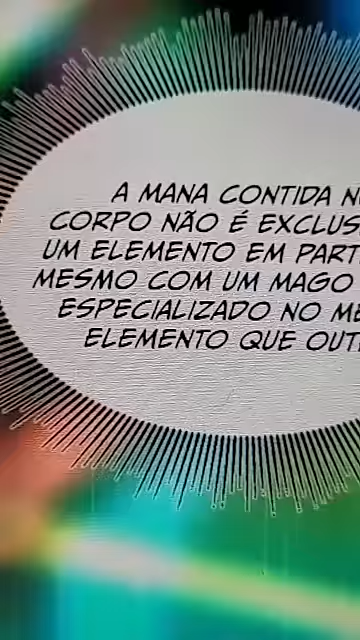 A MANA CONTIDA N
CORPO NÃO É EXCLUS
UM ELEMENTO EM PART
MESMO COM UM MAGO
ESPECIALIZADO NO ME
ELEMENTO QUE OUT